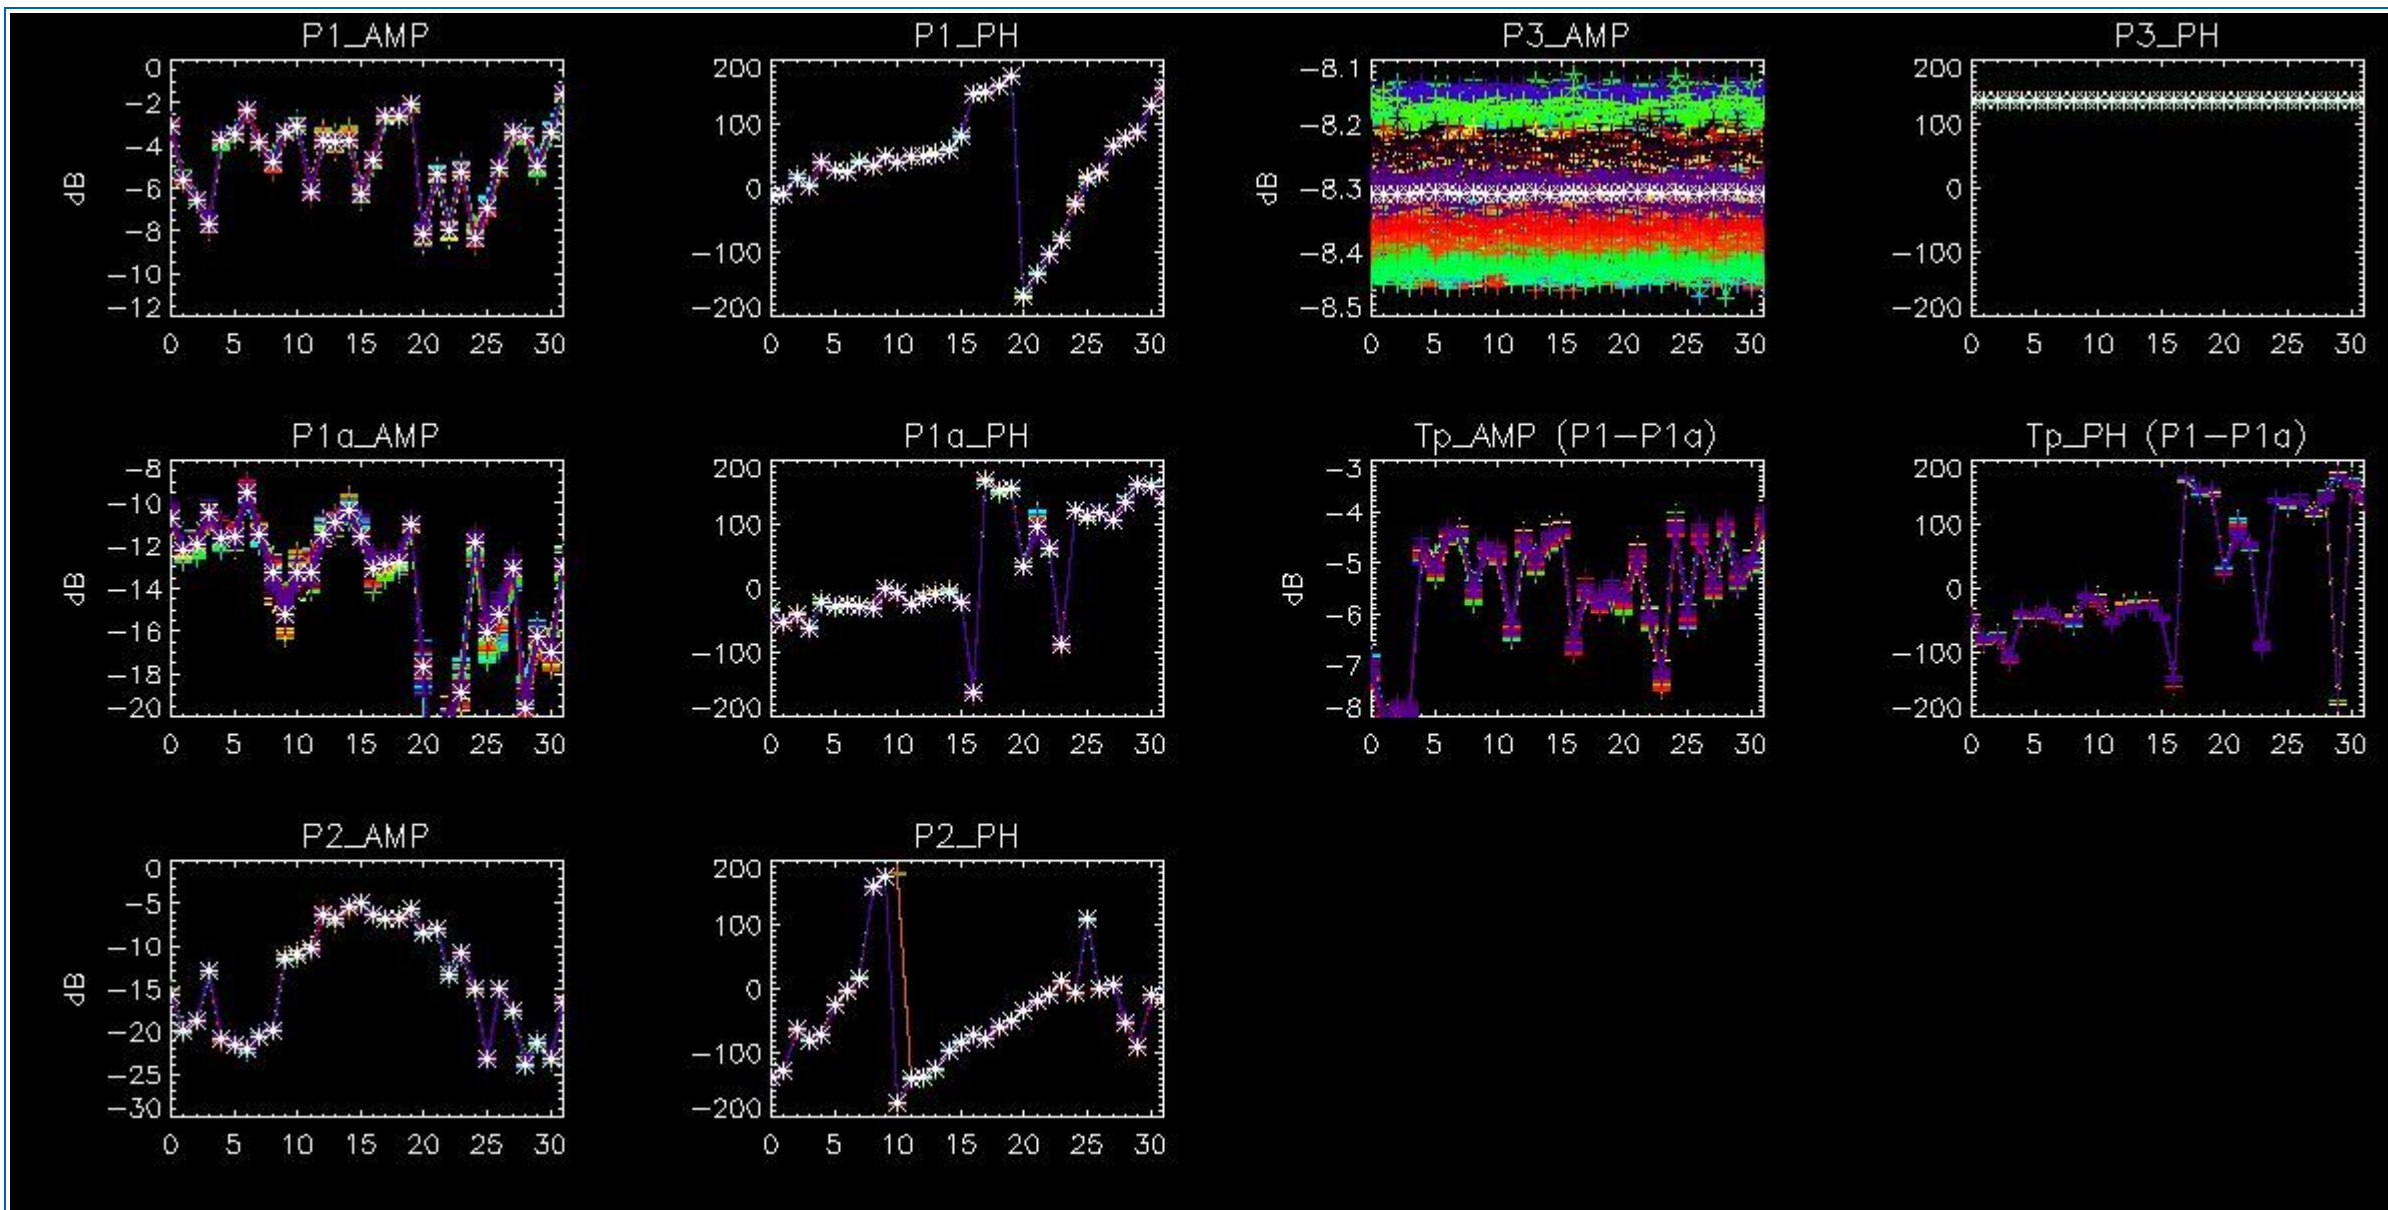 P1_AMP
0
−2
−4
−6
−8
−10
−12
dB
0 5 10 15 20 25 30
P1_PH
200
100
0
−100
−200
0 5 10 15 20 25 30
P3_AMP
−8.1
−8.2
−8.3
−8.4
−8.5
dB
0 5 10 15 20 25 30
P3_PH
200
100
0
−100
−200
0 5 10 15 20 25 30
P1a_AMP
−8
−10
−12
−14
−16
−18
−20
dB
0 5 10 15 20 25 30
P1a_PH
200
100
0
−100
−200
0 5 10 15 20 25 30
Tp_AMP (P1−P1a)
−3
−4
−5
−6
−7
−8
dB
0 5 10 15 20 25 30
Tp_PH (P1−P1a)
200
100
0
−100
−200
0 5 10 15 20 25 30
P2_AMP
0
−5
−10
−15
−20
−25
−30
dB
0 5 10 15 20 25 30
P2_PH
200
100
0
−100
−200
0 5 10 15 20 25 30